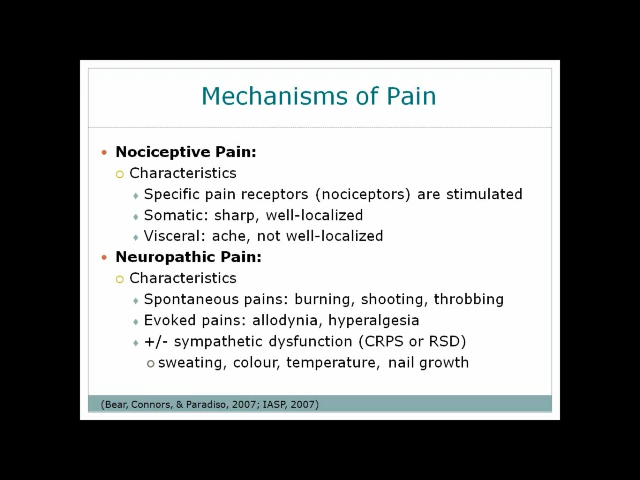 Mechanisms of Pain
Nociceptive Pain:
Characteristics
Specific pain receptors (nociceptors) are stimulated
Somatic: sharp, well-localized
Visceral: ache, not well-localized
Neuropathic Pain:
Characteristics
Spontaneous pains: burning, shooting, throbbing
Evoked pains: allodynia, hyperalgesia
+/- sympathetic dysfunction (CRPS or RSD)
sweating, colour, temperature, nail growth
(Bear, Connors, & Paradiso, 2007; IASP, 2007)